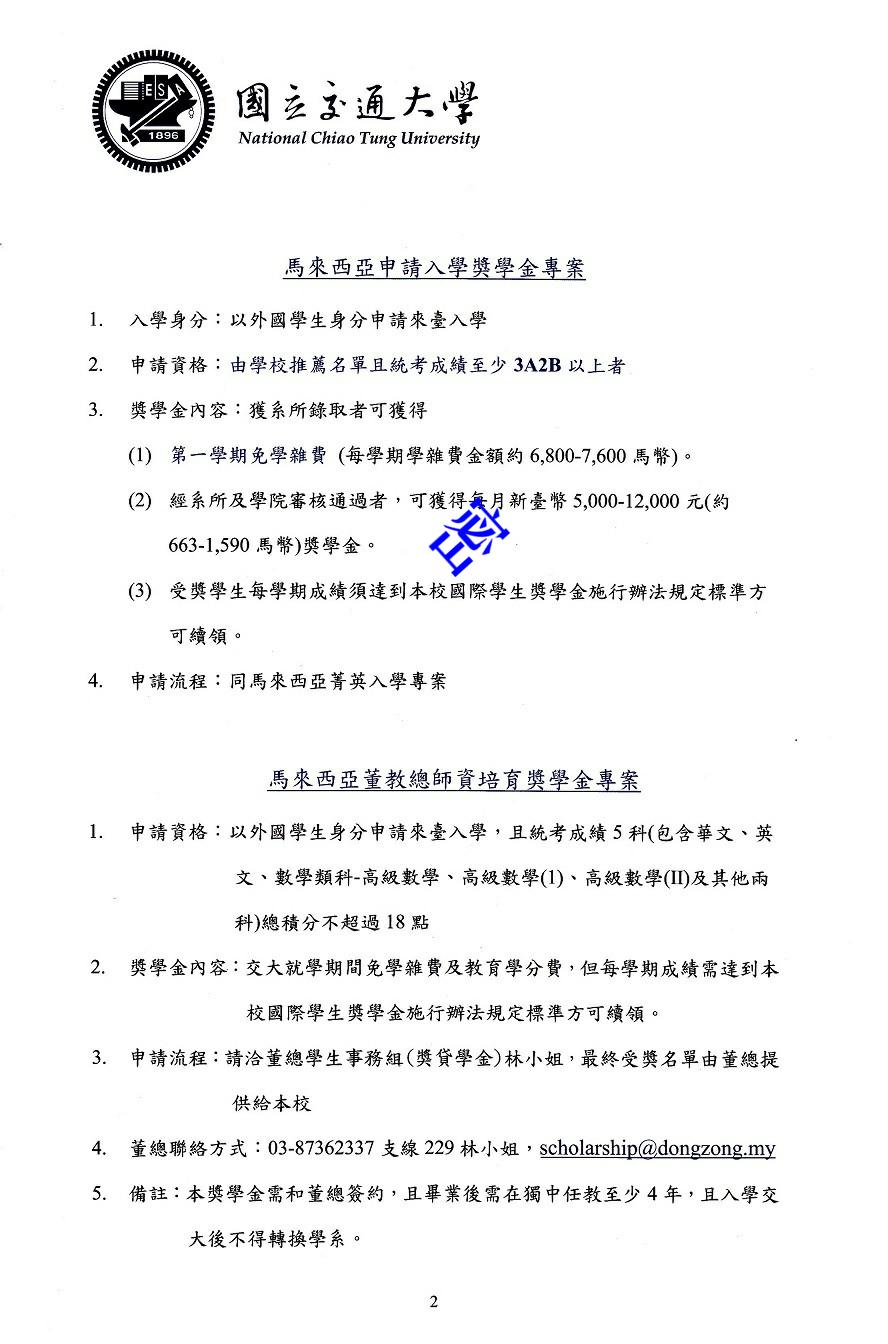 ESA
1896
國立交通大學
National Chiao Tung University
馬來西亞申請入學獎學金專案
1. 入學身分：以外國學生身分申請來臺入學
2. 申請資格：由學校推薦名單且統考成績至少 3A2B 以上者
3. 獎學金內容：獲系所錄取者可獲得
(1) 第一學期免學雜費 (每學期學雜費金額約 6,800-7,600 馬幣)。
(2) 經系所及學院審核通過者，可獲得每月新臺幣 5,000-12,000 元(約
663-1,590 馬幣)獎學金。
密
(3) 受獎學生每學期成績須達到本校國際學生獎學金施行辦法規定標準方
可續領。
4. 申請流程：同馬來西亞菁英入學專案
馬來西亞董教總師資培育獎學金專案
1. 申請資格：以外國學生身分申請來臺入學，且統考成績 5 科(包含華文、英
文、數學類科-高級數學、高級數學(1)、高級數學(II)及其他兩
科)總積分不超過 18 點
2. 獎學金內容：交大就學期間免學雜費及教育學分費，但每學期成績需達到本
校國際學生獎學金施行辦法規定標準方可續領。
3. 申請流程：請洽董總學生事務組(獎貸學金)林小姐，最終受獎名單由董總提
供給本校
4. 董總聯絡方式：03-87362337 支線 229 林小姐，scholarship@dongzong.my
5. 備註：本獎學金需和董總簽約，且畢業後需在獨中任教至少 4 年，且入學交
大後不得轉換學系。
2